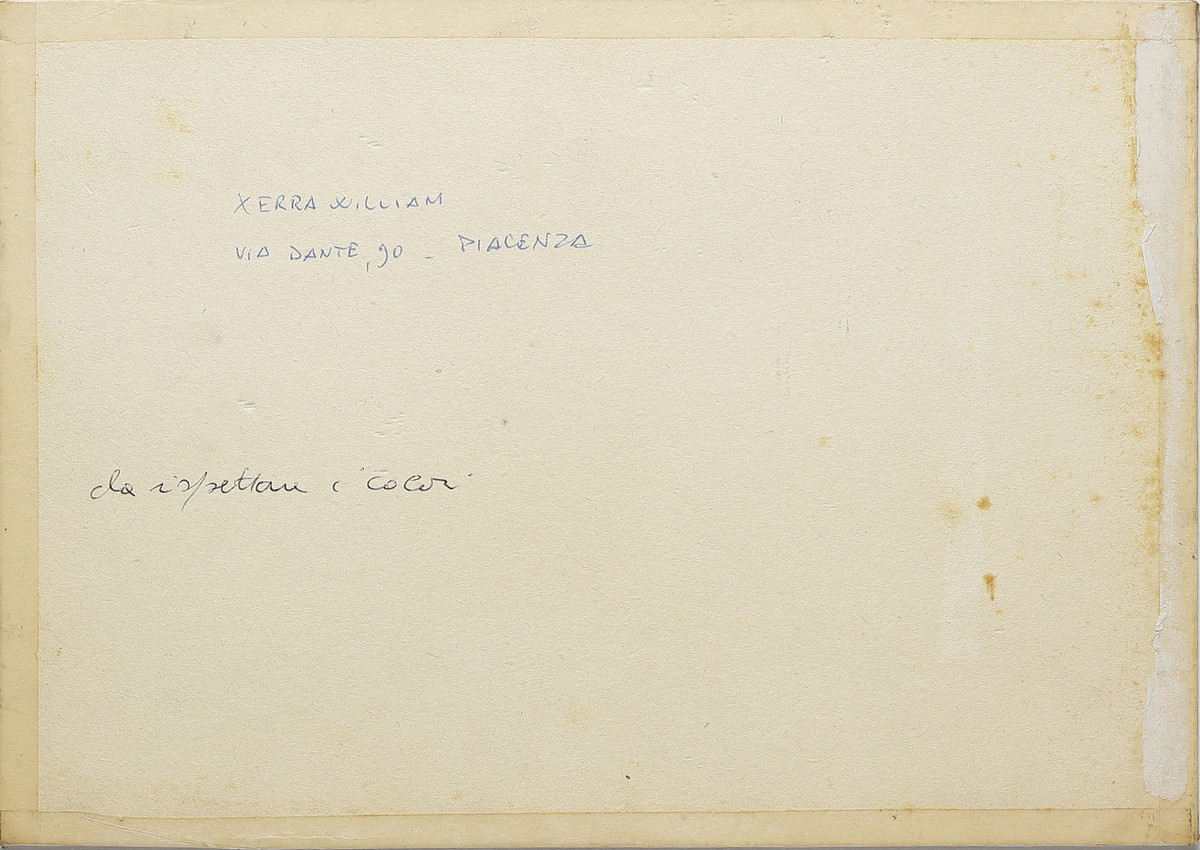 XERRA WILLIAM
VIA DANTE, 90 - PIACENZA
da rispettare i "colori"